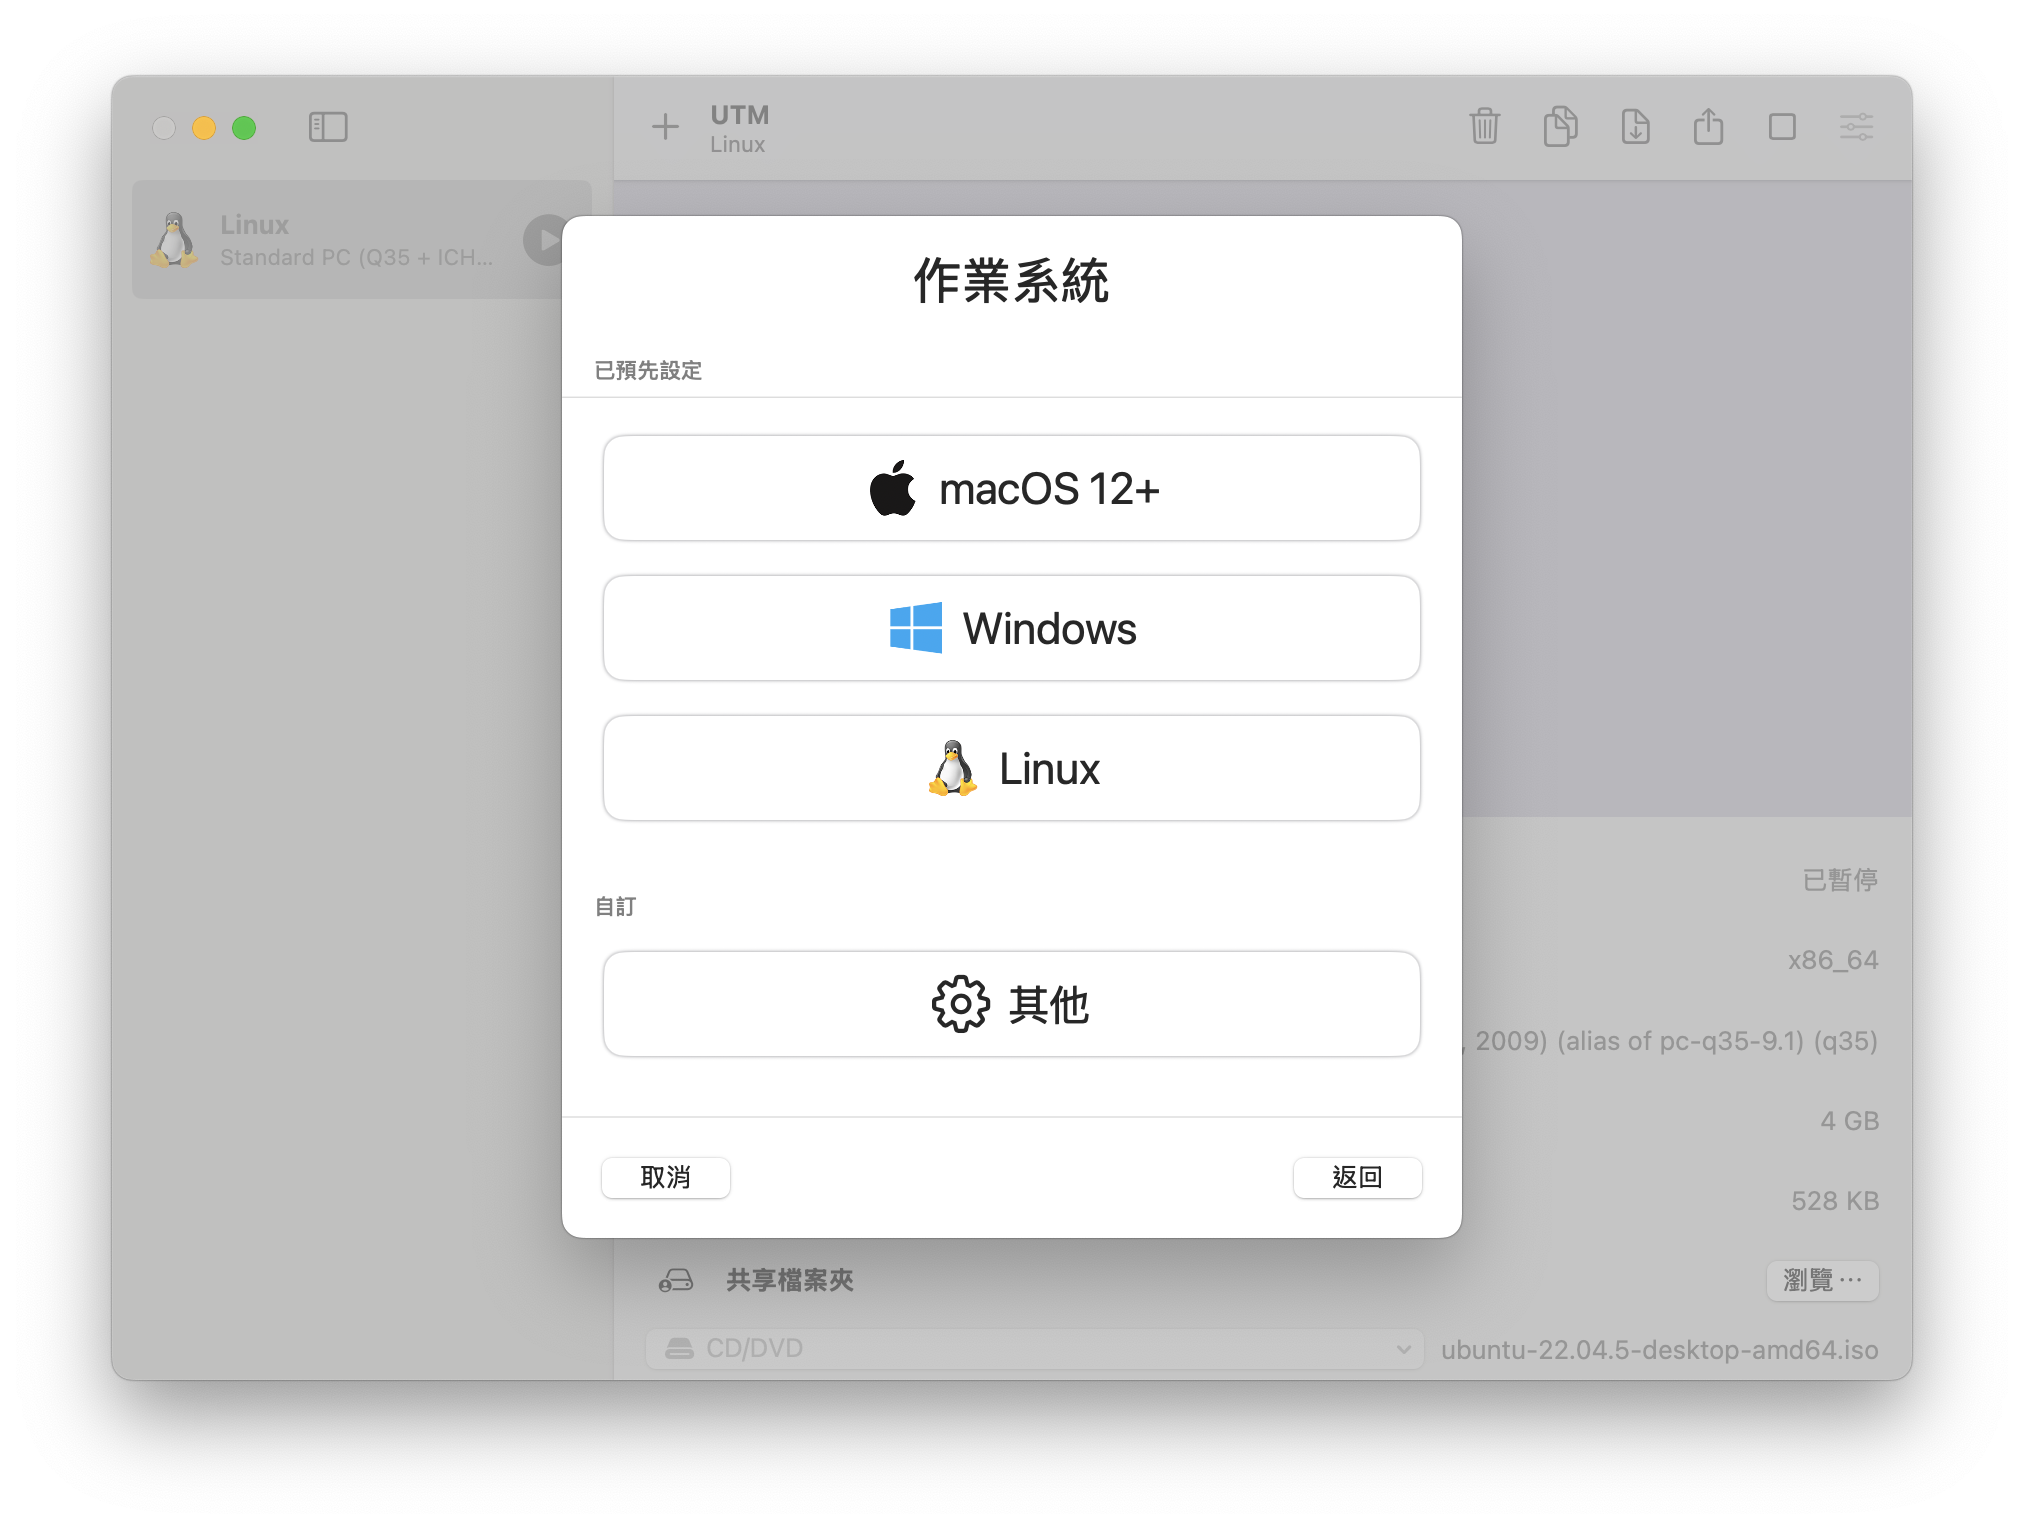 UTM
Linux
Linux
Standard PC (Q35 + ICH...
作業系統
已預先設定
macOS 12+
Windows
Linux
自訂
其他
取消
返回
已暫停
x86_64
, 2009) (alias of pc-q35-9.1) (q35)
4 GB
528 KB
共享檔案夾
瀏覽…
CD/DVD
ubuntu-22.04.5-desktop-amd64.iso